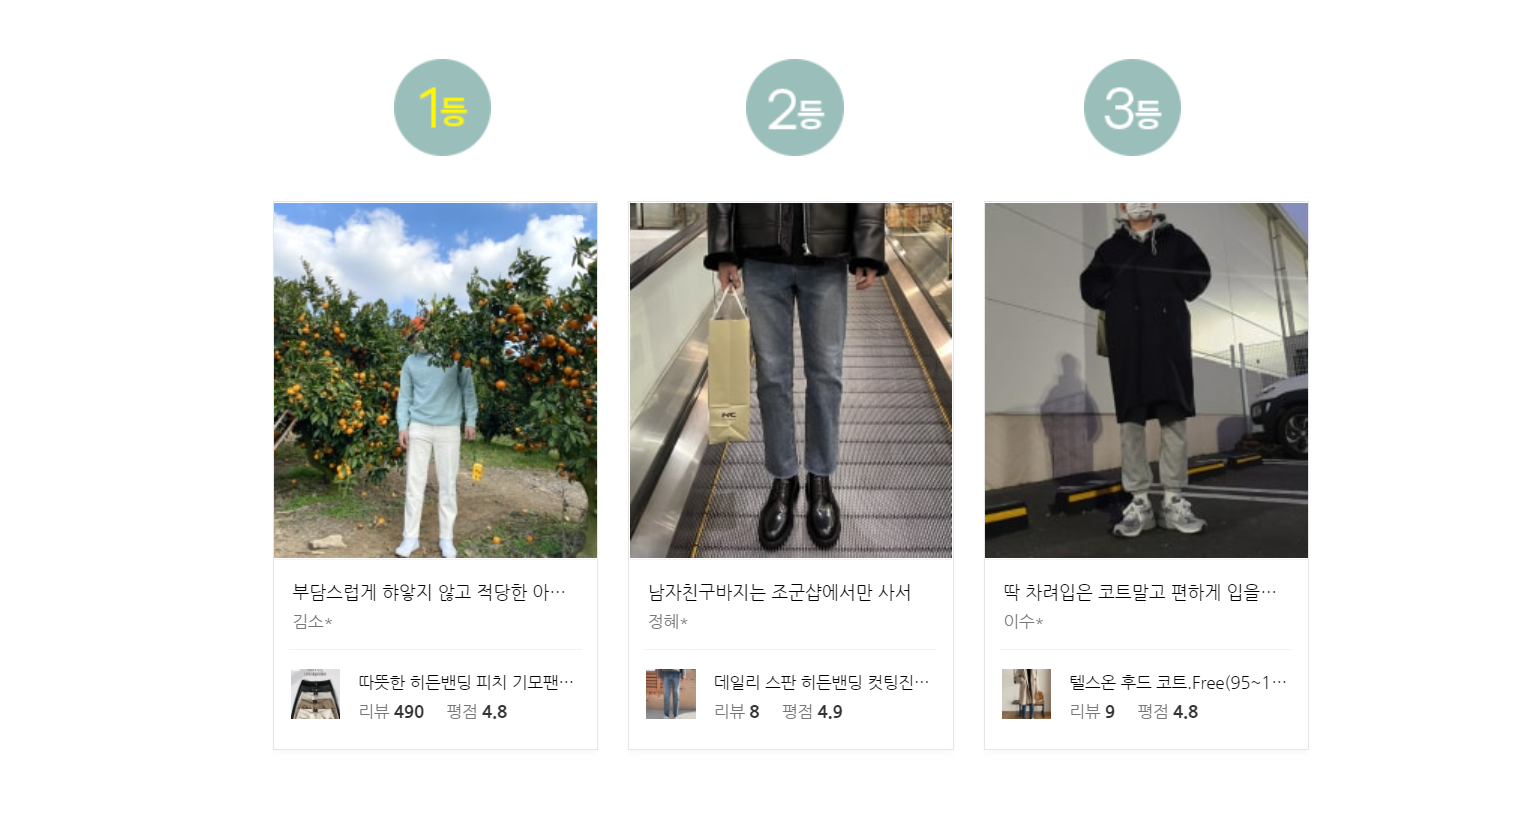 1등
2등
3등
NC
부담스럽게 하얗지 않고 적당한 아…
김소*
따뜻한 히든밴딩 피치 기모팬…
리뷰 490 평점 4.8
남자친구바지는 조군샵에서만 사서
정혜*
데일리 스판 히든밴딩 컷팅진…
리뷰 8 평점 4.9
딱 차려입은 코트말고 편하게 입을…
이수*
텔스온 후드 코트.Free(95~1…
리뷰 9 평점 4.8